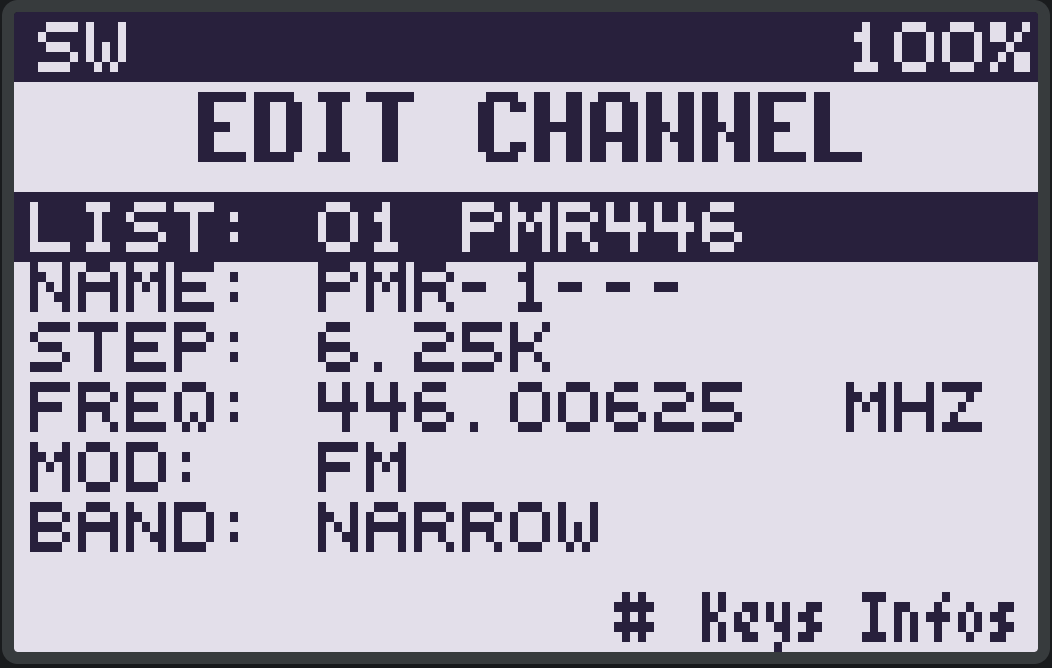 SW 100%
EDIT CHANNEL
LIST: 01 PMR446
NAME: PMR-1---
STEP: 6.25K
FREQ: 446.00625 MHZ
MOD: FM
BAND: NARROW
# Keys Infos